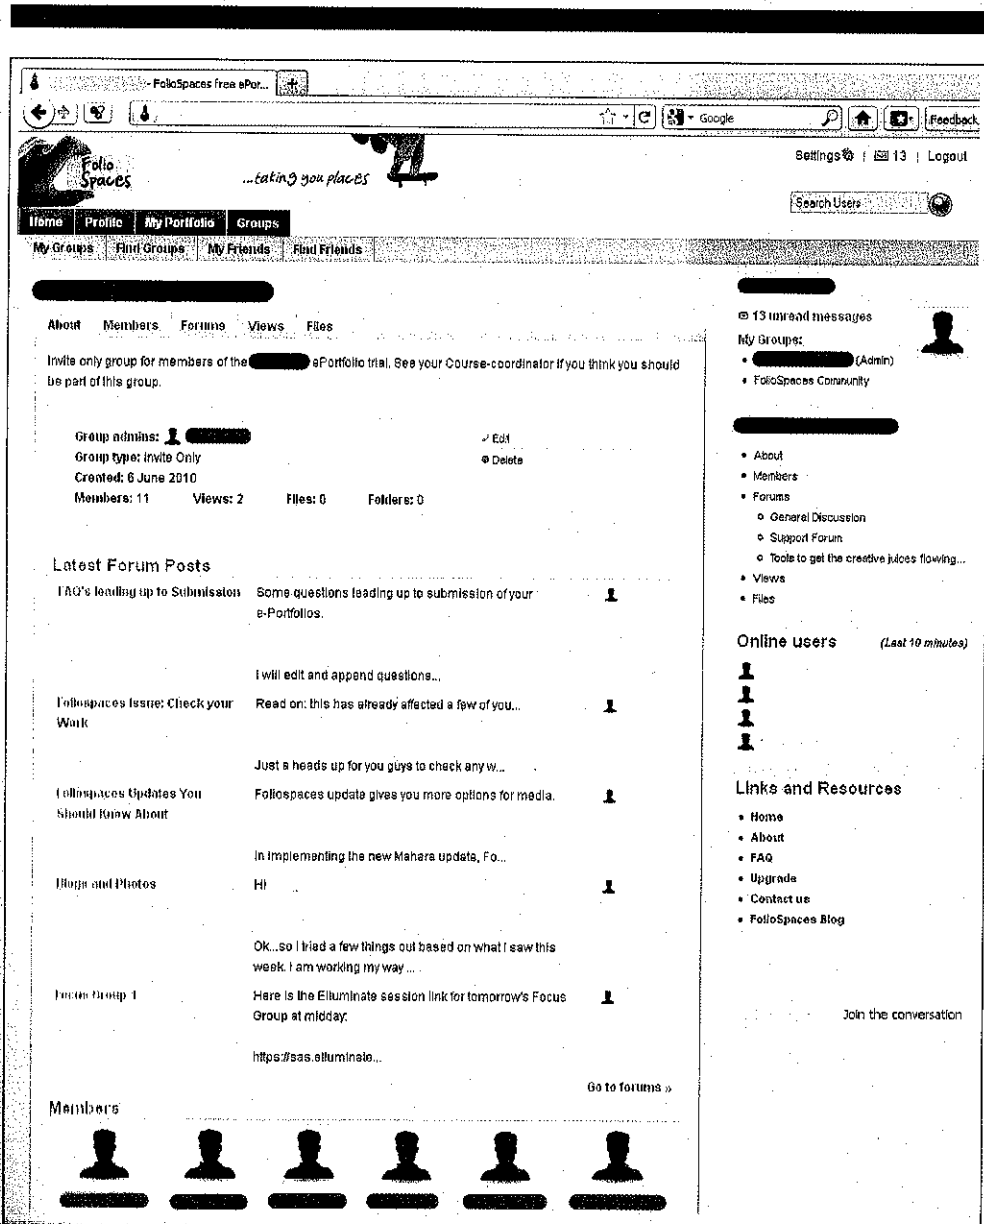 - FolioSpaces free ePor...
Google
Feedback
Folio
Spaces
...taking you places
Settings | 13 | Logout
Search Users
Home Profile My Portfolio Groups
My Groups Find Groups My Friends Find Friends
About Members Forums Views Files
Invite only group for members of the ePortfolio trial. See your Course-coordinator if you think you should
be part of this group.
Group admins:
Group type: Invite Only
Created: 6 June 2010
Members: 11 Views: 2 Files: 0 Folders: 0
Edit
Delete
Latest Forum Posts
FAQ's leading up to Submission
Some questions leading up to submission of your
e-Portfolios.
I will edit and append questions...
Foliospaces Issue: Check your
Work
Read on: this has already affected a few of you...
Just a heads up for you guys to check any w...
Foliospaces Updates You
Should Know About
Foliospaces update gives you more options for media.
In implementing the new Mahara update, Fo...
Blogs and Photos
Hi
Ok...so I tried a few things out based on what I saw this
week. I am working my way ...
Focus Group 1
Here is the Elluminate session link for tomorrow's Focus
Group at midday:
https://sas.elluminate...
Go to forums »
Members
13 unread messages
My Groups:
• (Admin)
• FolioSpaces Community
• About
• Members
• Forums
General Discussion
Support Forum
Tools to get the creative juices flowing...
• Views
• Files
Online users (Last 10 minutes)
Links and Resources
• Home
• About
• FAQ
• Upgrade
• Contact us
• FolioSpaces Blog
Join the conversation